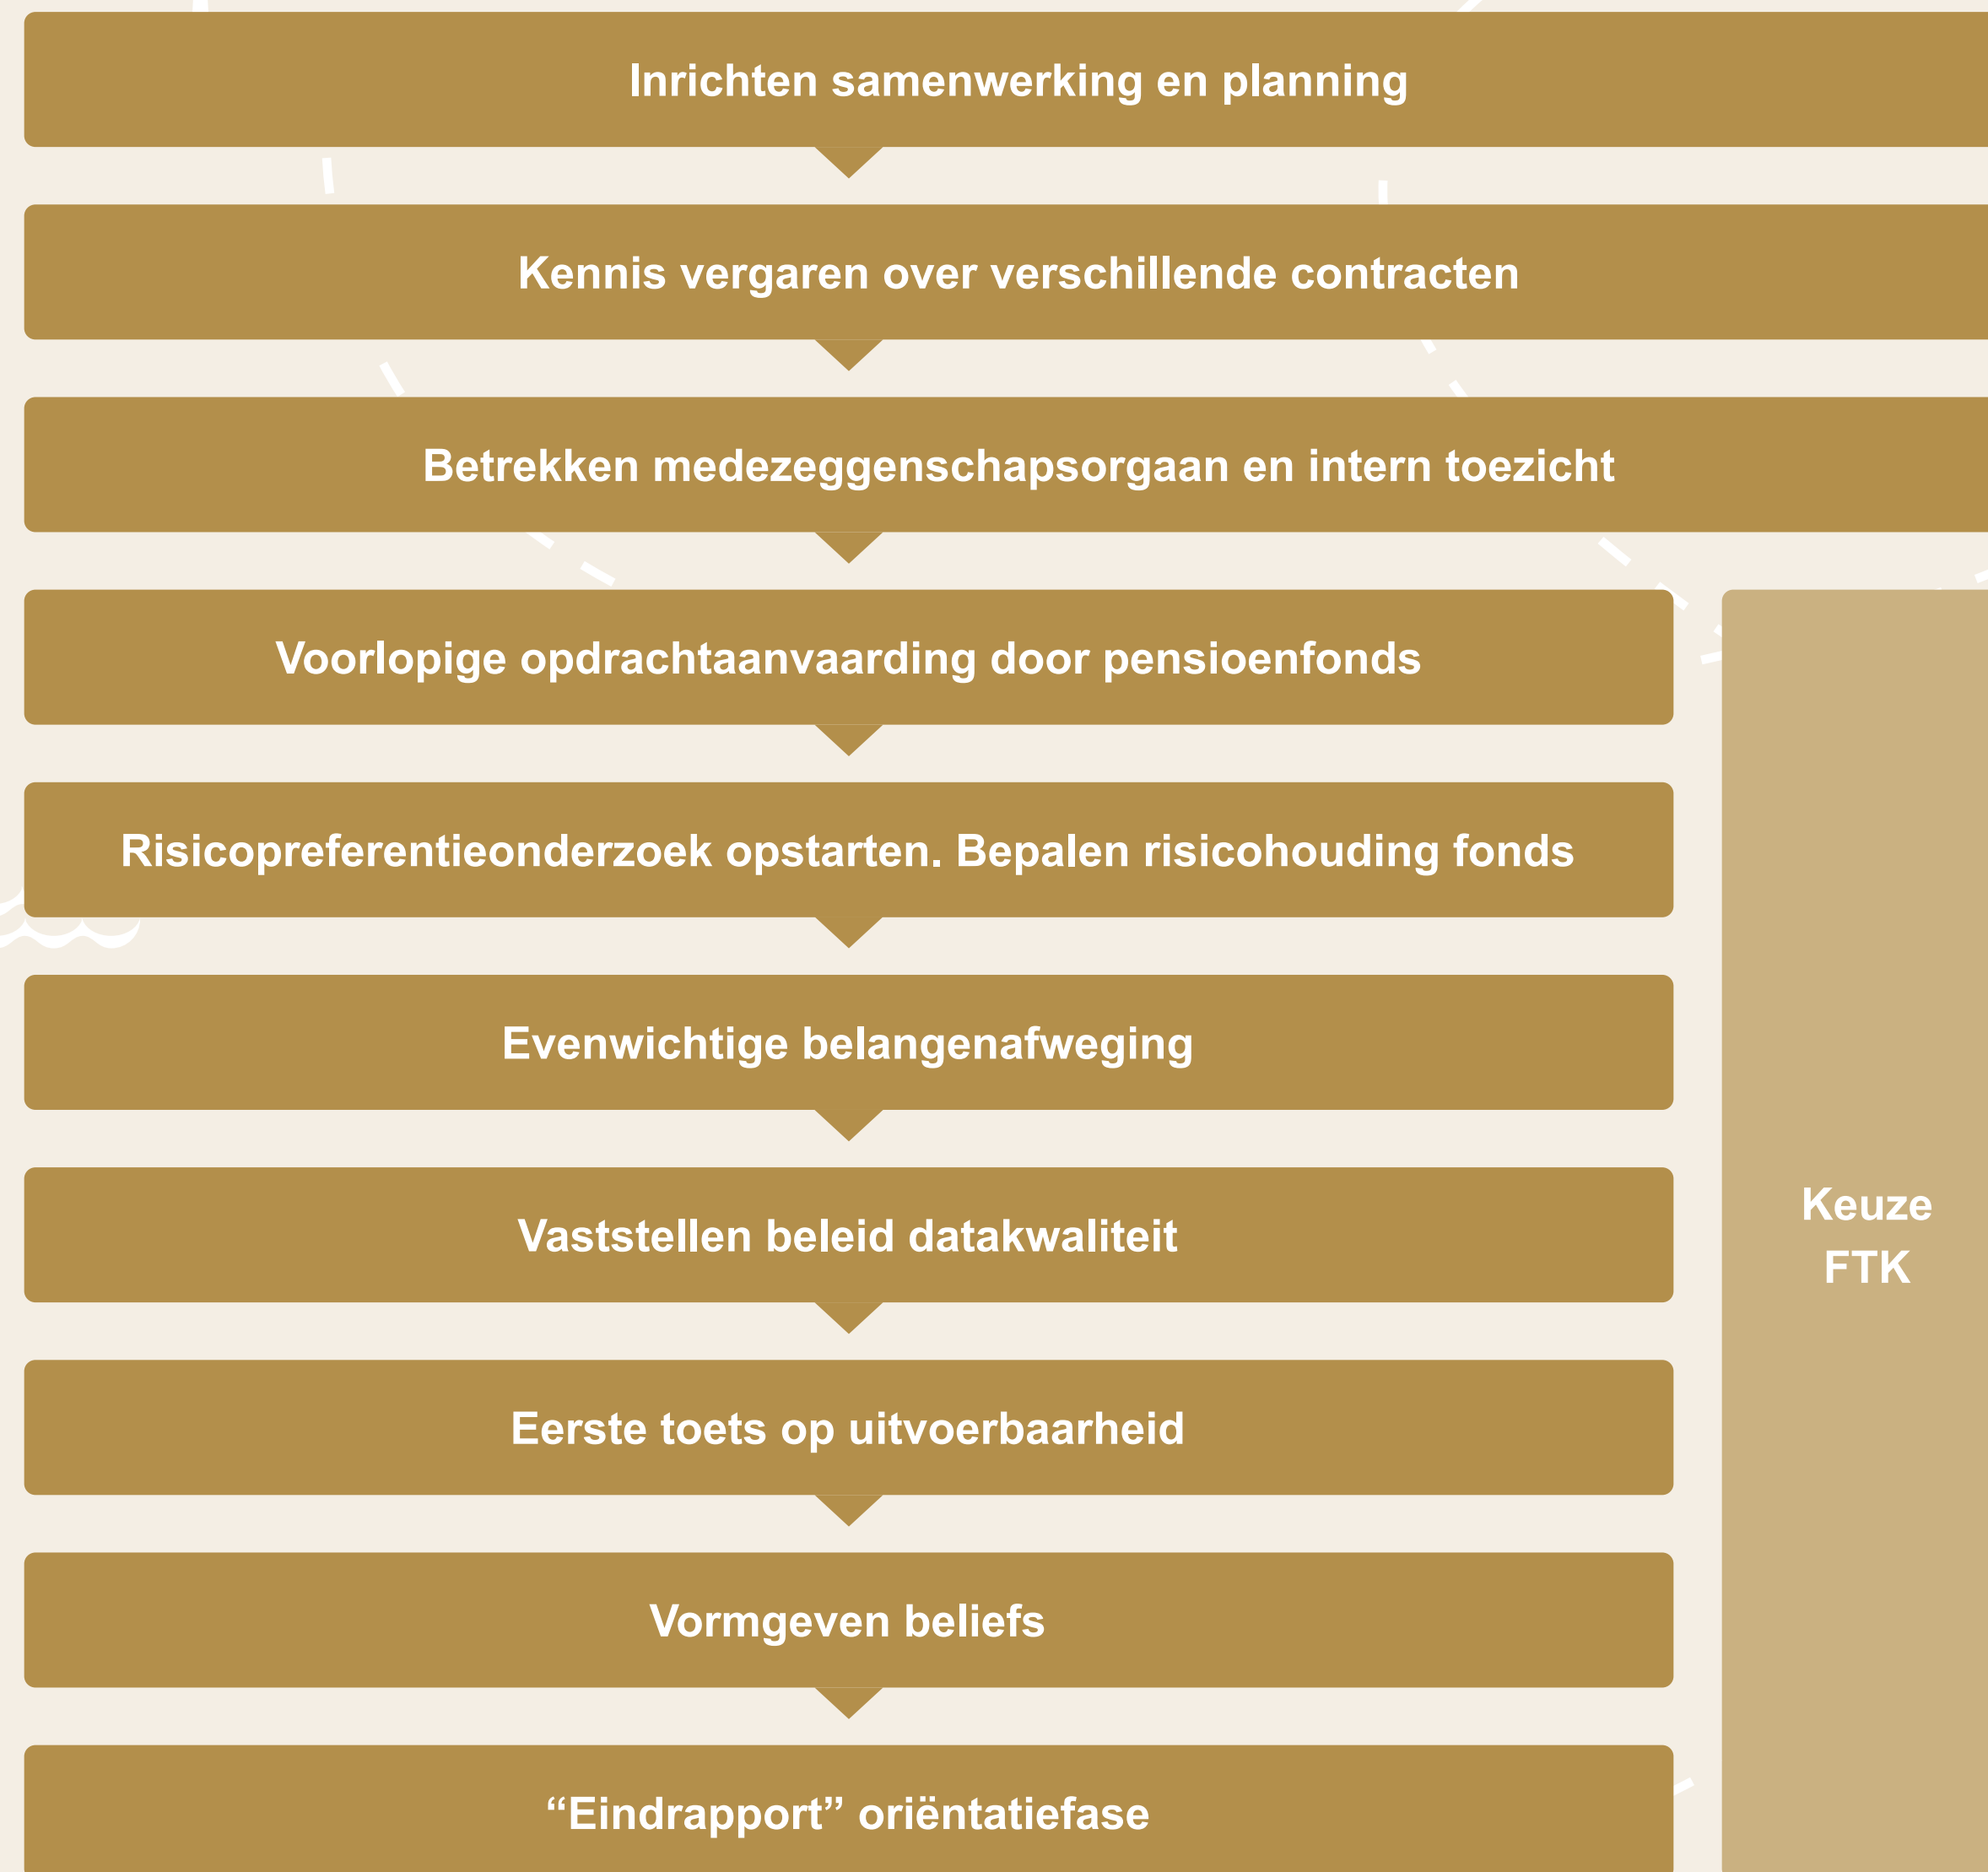 Inrichten samenwerking en planning
Kennis vergaren over verschillende contracten
Betrekken medezeggenschapsorgaan en intern toezicht
Voorlopige opdrachtaanvaarding door pensioenfonds
Risicopreferentieonderzoek opstarten. Bepalen risicohouding fonds
Evenwichtige belangenafweging
Vaststellen beleid datakwaliteit
Eerste toets op uitvoerbaarheid
Vormgeven beliefs
“Eindrapport” oriëntatiefase
Keuze
FTK